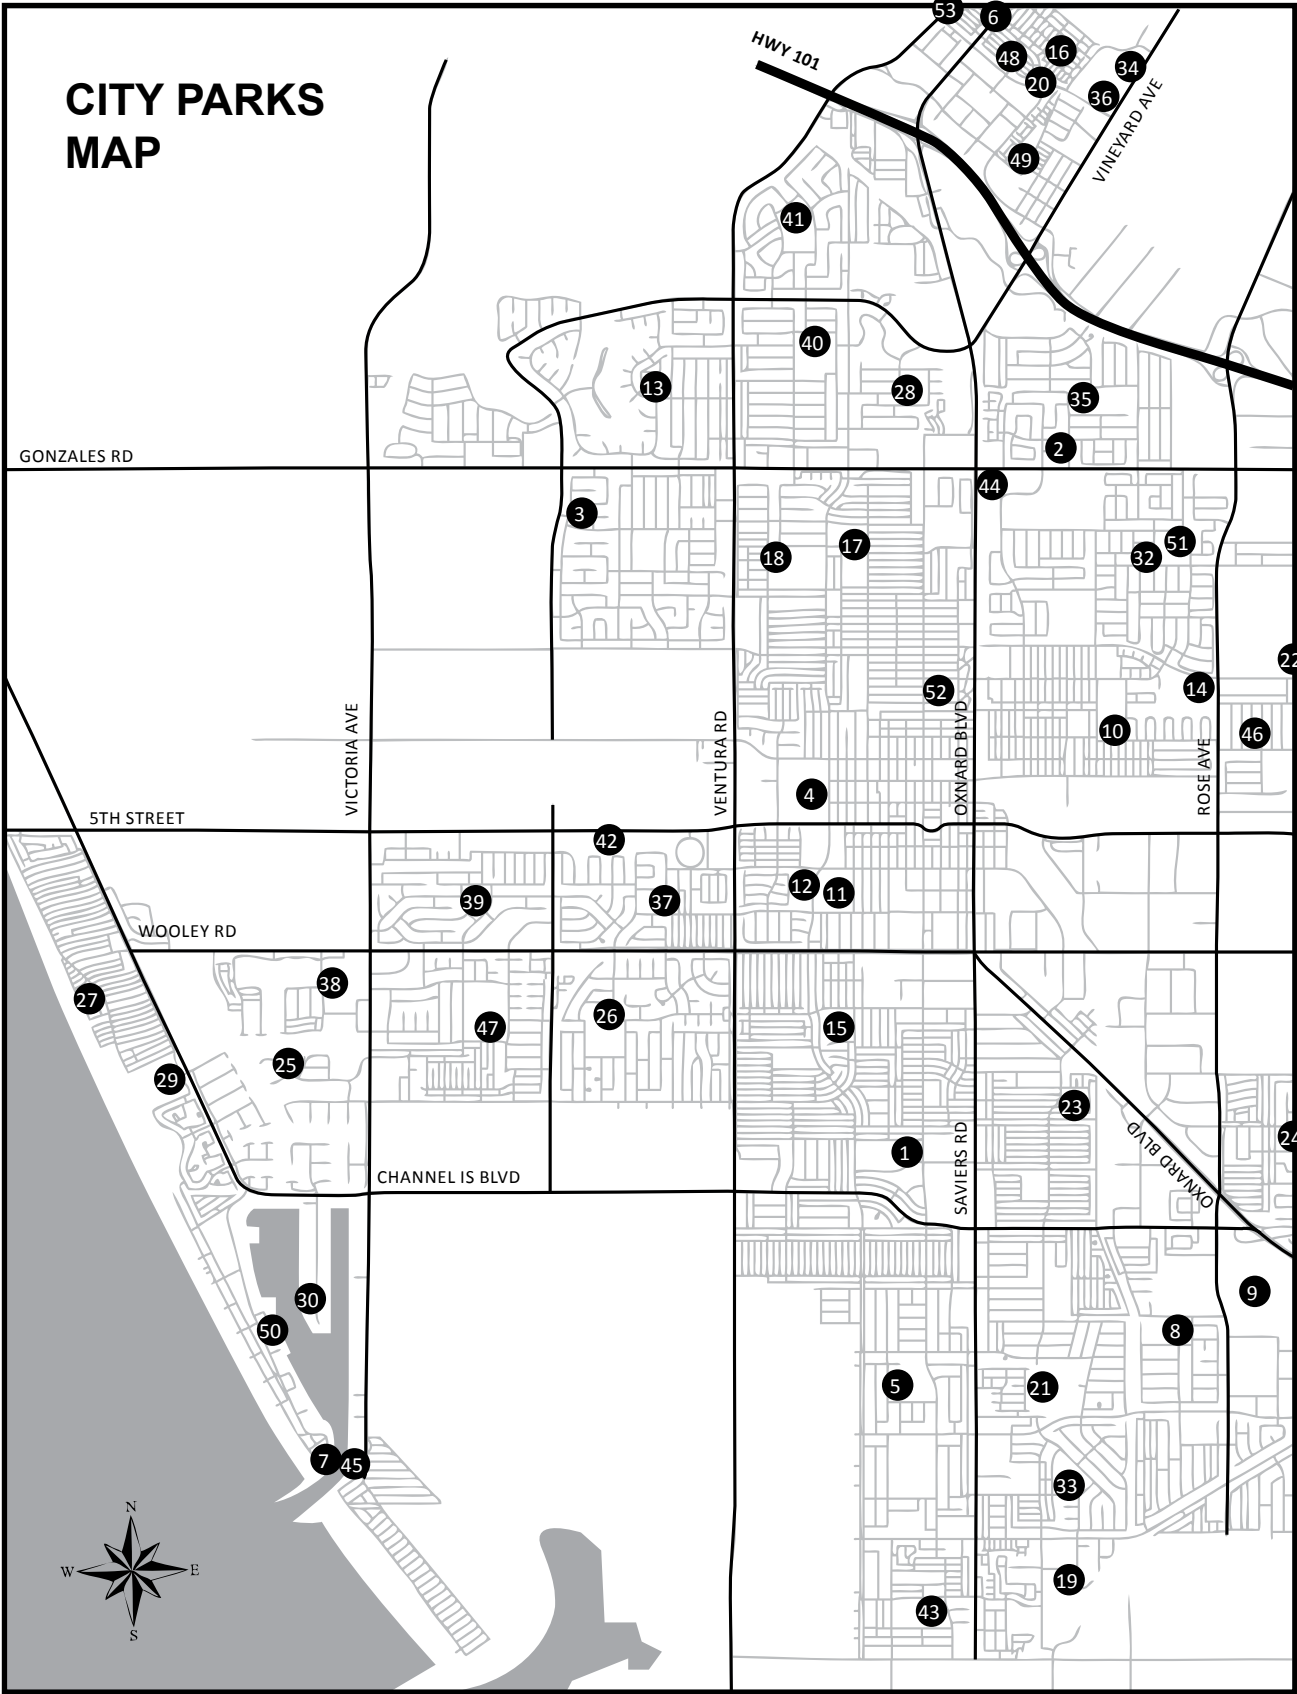 53
6
HWY 101
48
16
20
34
36
CITY PARKS
MAP
VINEYARD AVE
49
41
40
13
28
35
2
GONZALES RD
44
3
18
17
32
51
22
52
14
10
46
VICTORIA AVE
VENTURA RD
OXNARD BLVD
ROSE AVE
4
5TH STREET
42
39
37
12
11
WOOLEY RD
38
27
47
26
15
25
29
23
24
1
OXNARD BLVD
SAVIERS RD
CHANNEL IS BLVD
30
50
9
8
5
21
7
45
33
N
W
E
S
19
43